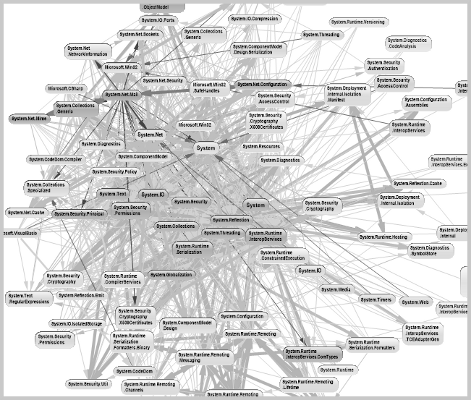 ObjectModel
System.IO.Ports
System.IO.Compression
System.Runtime.Versioning
System.Net.Sockets
System.Collections
.Generic
System.Threading
System.Diagnostics
.CodeAnalysis
System.Net
.NetworkInformation
System.ComponentModel
.Design.Serialization
Microsoft.Win32
System.Security
.Authentication
System.Net.Security
Microsoft.Win32
.SafeHandles
System.Net.Configuration
System.Security
.AccessControl
Microsoft.CSharp
System.Net.Mail
System.Deployment
.Internal.Isolation
.Manifest
System.Security
.AccessControl
System.Configuration
.Assemblies
System.Collections
.Generic
System.Net.Mime
System.Security
.Cryptography
.X509Certificates
Microsoft.Win32
System.Runtime
.InteropServices
System.Net
System.Diagnostics
System
System.Resources
System.CodeDom.Compiler
System.ComponentModel
System.Diagnostics
System.Runtime
.InteropServices.
System.Security.Policy
System.Collections
.Specialized
System.Reflection.Cache
System.Text
System.IO
System.Security
System
System.Security
.Cryptography
System.Deployment
.Internal.Isolation
System.Net.Cache
System.Security.Principal
System.Security
.Permissions
System.Reflection
System.Collections
System.Threading
System.Runtime
.InteropServices
System.Runtime.Hosting
System.Runtime
.Serialization
System.Runtime
.ConstrainedExecution
System.Diagnostics
.SymbolStore
System.Security
.Cryptography
System.Runtime
.CompilerServices
System.Globalization
System.IO
System.Media
System.Text
.RegularExpressions
System.Reflection.Emit
System.Timers
System.Web
System.IO.IsolatedStorage
System.Security
.Cryptography
.X509Certificates
System.ComponentModel
.Design
System.Configuration
System.Security
.Permissions
System.Runtime
.Serialization
.Formatters.Binary
System.Runtime.Remoting
System.Runtime
.InteropServices
.TCEAdapterGen
System.Runtime.Remoting
.Messaging
System.Runtime
.InteropServices.ComTypes
System.Runtime
.Serialization.Formatters
System.CodeDom
System.Runtime
System.Security.Util
System.Runtime.Remoting
.Channels
System.Runtime.Remoting
System.Runtime.Remoting
.Lifetime